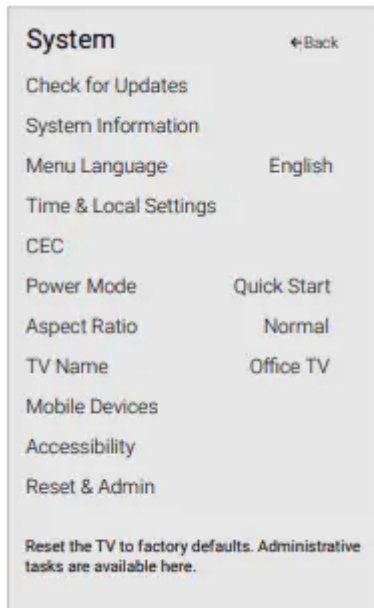 System ←Back
Check for Updates
System Information
Menu Language English
Time & Local Settings
CEC
Power Mode Quick Start
Aspect Ratio Normal
TV Name Office TV
Mobile Devices
Accessibility
Reset & Admin
Reset the TV to factory defaults. Administrative
tasks are available here.